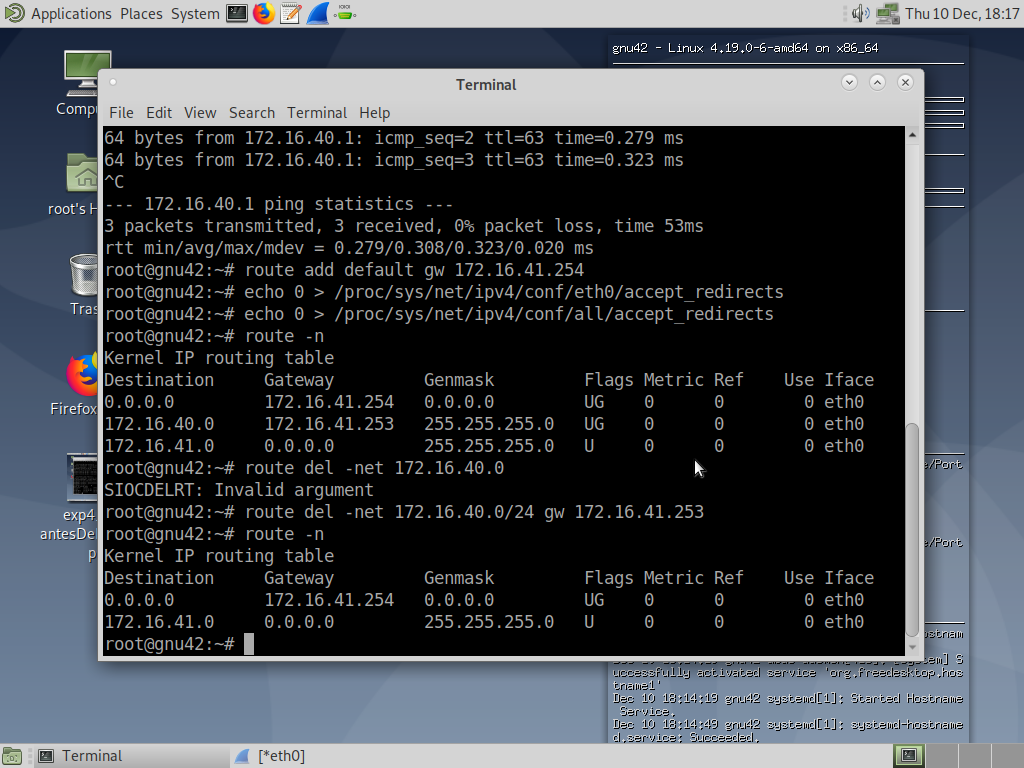 Applications Places System
Thu 10 Dec, 18:17
gnu42 - Linux 4.19.0-6-amd64 on x86_64
Compu
root's H
Tras
Firefox
exp4_
antesDel
p
Terminal
File Edit View Search Terminal Help
64 bytes from 172.16.40.1: icmp_seq=2 ttl=63 time=0.279 ms
64 bytes from 172.16.40.1: icmp_seq=3 ttl=63 time=0.323 ms
^C
--- 172.16.40.1 ping statistics ---
3 packets transmitted, 3 received, 0% packet loss, time 53ms
rtt min/avg/max/mdev = 0.279/0.308/0.323/0.020 ms
root@gnu42:~# route add default gw 172.16.41.254
root@gnu42:~# echo 0 > /proc/sys/net/ipv4/conf/eth0/accept_redirects
root@gnu42:~# echo 0 > /proc/sys/net/ipv4/conf/all/accept_redirects
root@gnu42:~# route -n
Kernel IP routing table
Destination Gateway Genmask Flags Metric Ref Use Iface
0.0.0.0 172.16.41.254 0.0.0.0 UG 0 0 0 eth0
172.16.40.0 172.16.41.253 255.255.255.0 UG 0 0 0 eth0
172.16.41.0 0.0.0.0 255.255.255.0 U 0 0 0 eth0
root@gnu42:~# route del -net 172.16.40.0
SIOCDELRT: Invalid argument
root@gnu42:~# route del -net 172.16.40.0/24 gw 172.16.41.253
root@gnu42:~# route -n
Kernel IP routing table
Destination Gateway Genmask Flags Metric Ref Use Iface
0.0.0.0 172.16.41.254 0.0.0.0 UG 0 0 0 eth0
172.16.41.0 0.0.0.0 255.255.255.0 U 0 0 0 eth0
root@gnu42:~#
e/Port
e/Port
ostnam
uccessfully activated service 'org.freedesktop.hos
tname1'
Dec 10 18:14:19 gnu42 systemd[1]: Started Hostname
Service.
Dec 10 18:14:49 gnu42 systemd[1]: systemd-hostname
d.service: Succeeded.
Terminal
[*eth0]